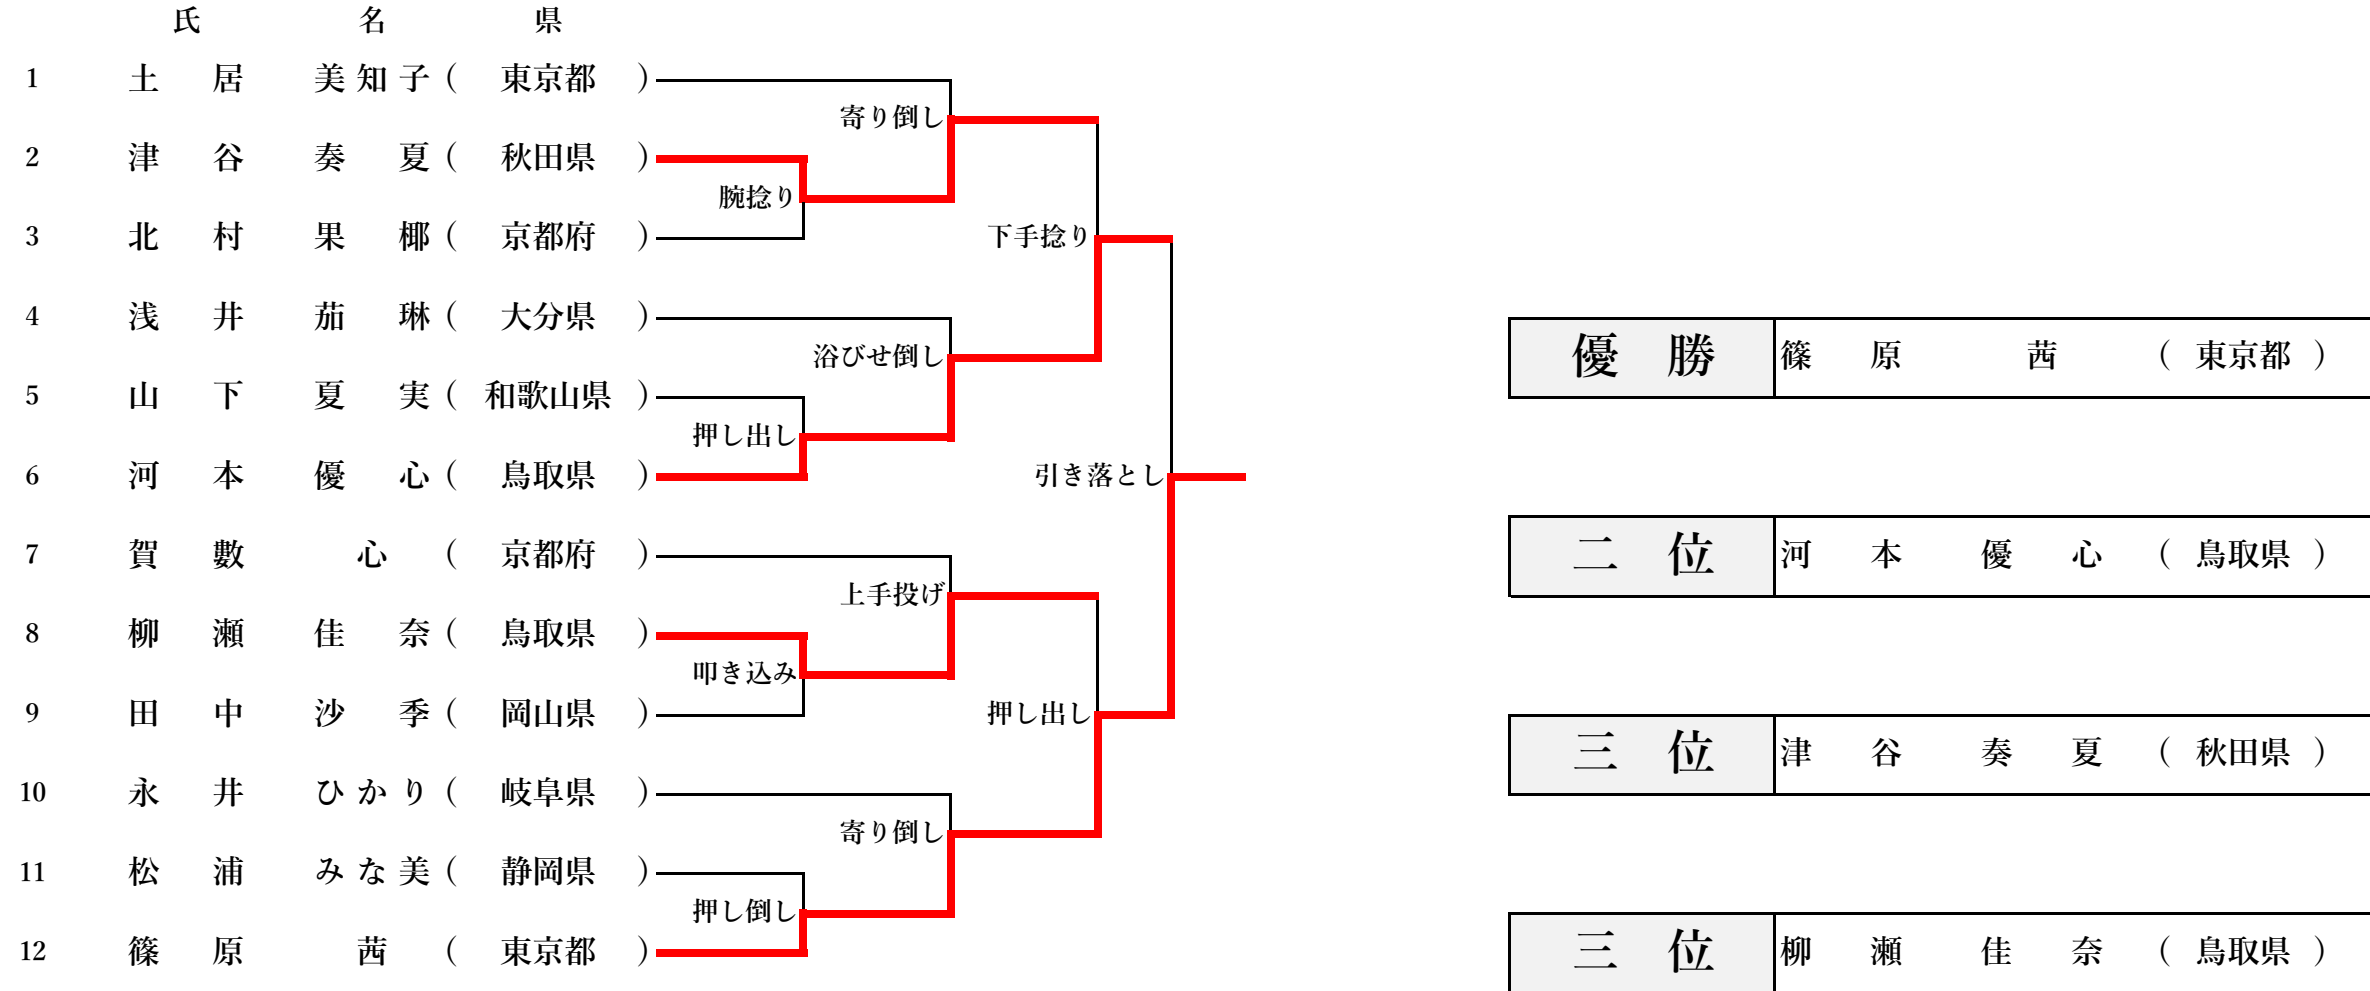 氏 名 県
1 土 居 美 知 子 ( 東京都 )
寄り倒し
2 津 谷 奏 夏 ( 秋田県 )
腕捻り
3 北 村 果 椰 ( 京都府 )
下手捻り
4 浅 井 茄 琳 ( 大分県 )
優 勝 篠 原 茜 ( 東京都 )
浴びせ倒し
5 山 下 夏 実 ( 和歌山県 )
押し出し
6 河 本 優 心 ( 鳥取県 )
引き落とし
7 賀 數 心 ( 京都府 )
二 位 河 本 優 心 ( 鳥取県 )
上手投げ
8 柳 瀬 佳 奈 ( 鳥取県 )
叩き込み
9 田 中 沙 季 ( 岡山県 )
押し出し
三 位 津 谷 奏 夏 ( 秋田県 )
10 永 井 ひ か り ( 岐阜県 )
寄り倒し
11 松 浦 み な 美 ( 静岡県 )
押し倒し
12 篠 原 茜 ( 東京都 )
三 位 柳 瀬 佳 奈 ( 鳥取県 )